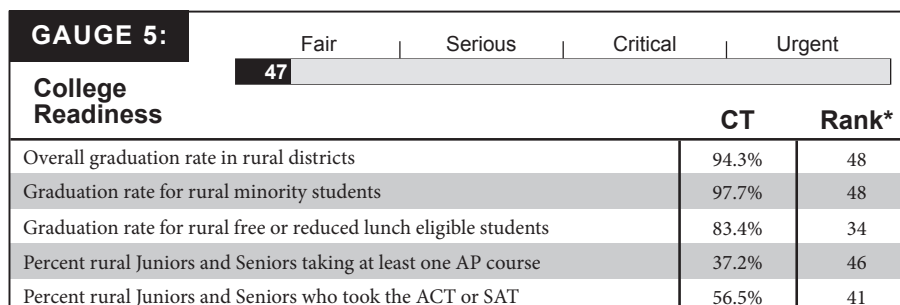 GAUGE 5:
Fair | Serious | Critical | Urgent
47
College
Readiness
CT Rank*
Overall graduation rate in rural districts 94.3% 48
Graduation rate for rural minority students 97.7% 48
Graduation rate for rural free or reduced lunch eligible students 83.4% 34
Percent rural Juniors and Seniors taking at least one AP course 37.2% 46
Percent rural Juniors and Seniors who took the ACT or SAT 56.5% 41